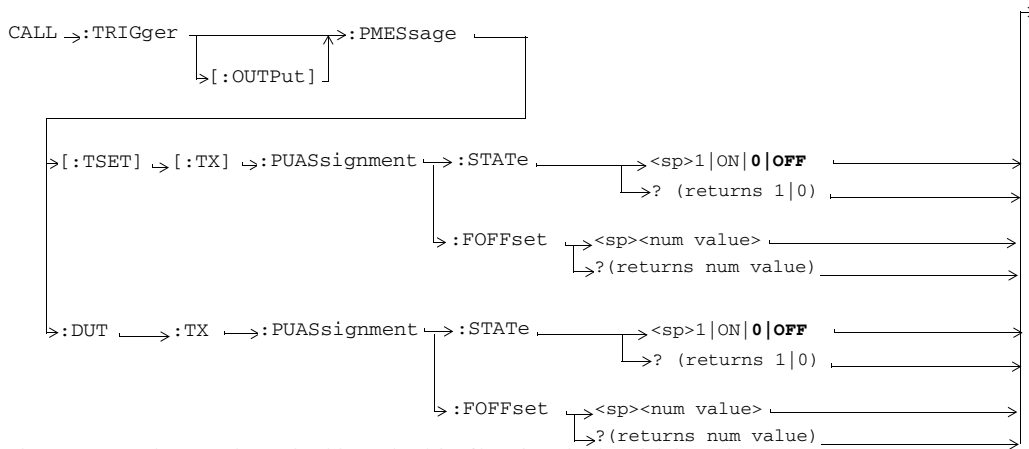 CALL :TRIGger :PMESsage
[:OUTPut]
[:TSET] [:TX] :PUASsignment :STATe <sp>1|ON|0|OFF
? (returns 1|0)
:FOFFset <sp><num value>
?(returns num value)
:DUT :TX :PUASsignment :STATe <sp>1|ON|0|OFF
? (returns 1|0)
:FOFFset <sp><num value>
?(returns num value)